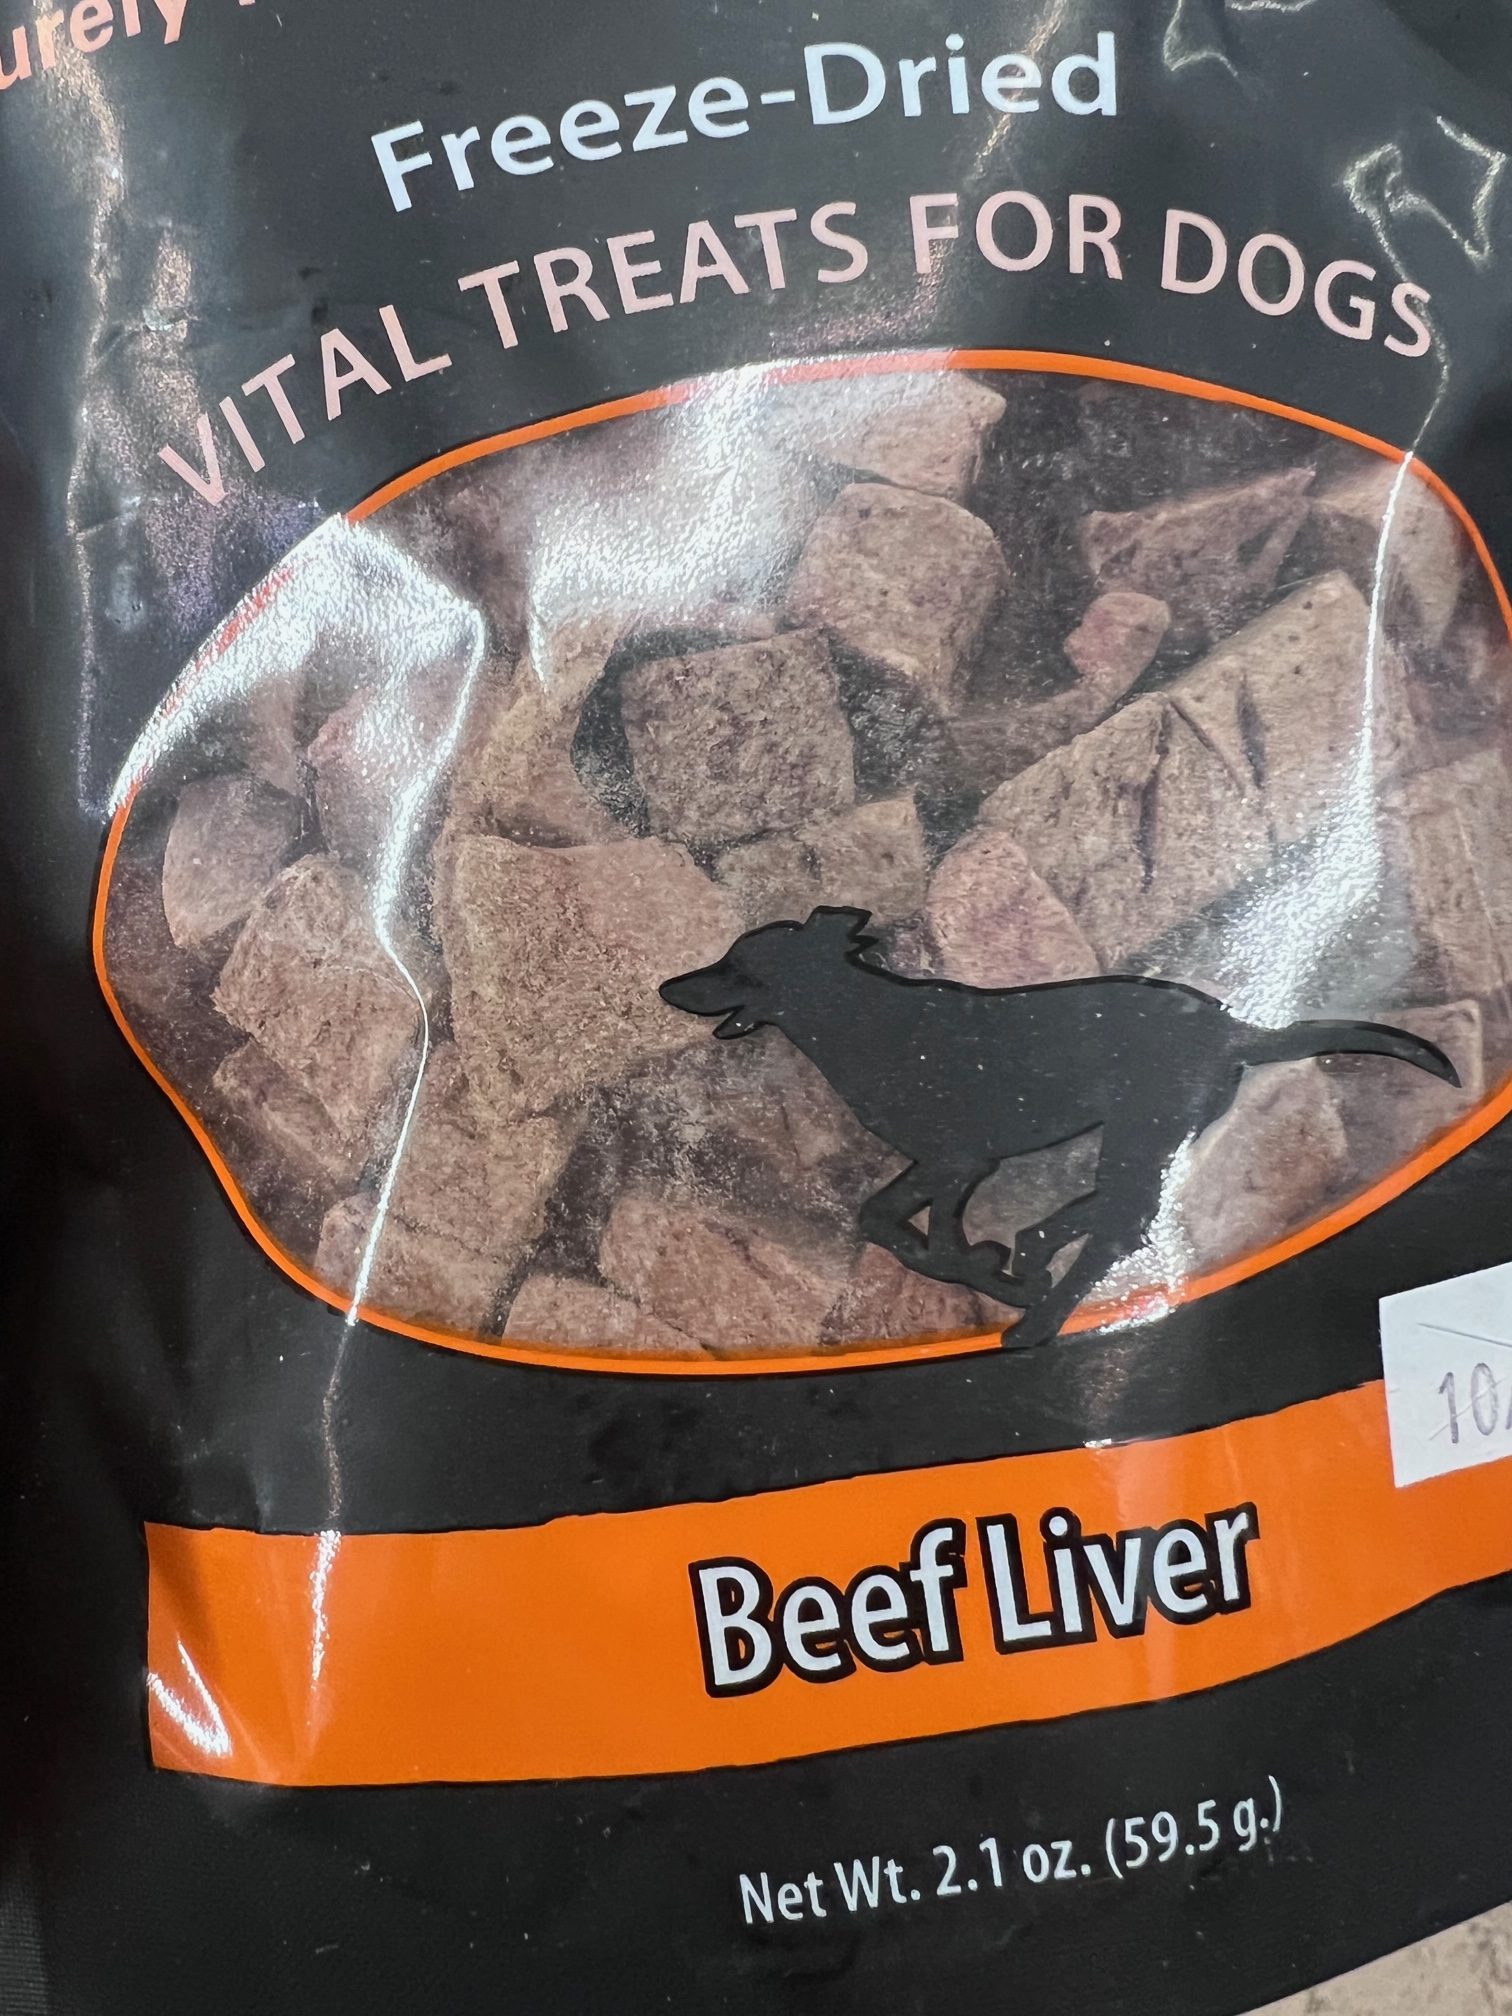 Freeze-Dried
VITAL TREATS FOR DOGS
Beef Liver
Net Wt. 2.1 oz. (59.5 g.)